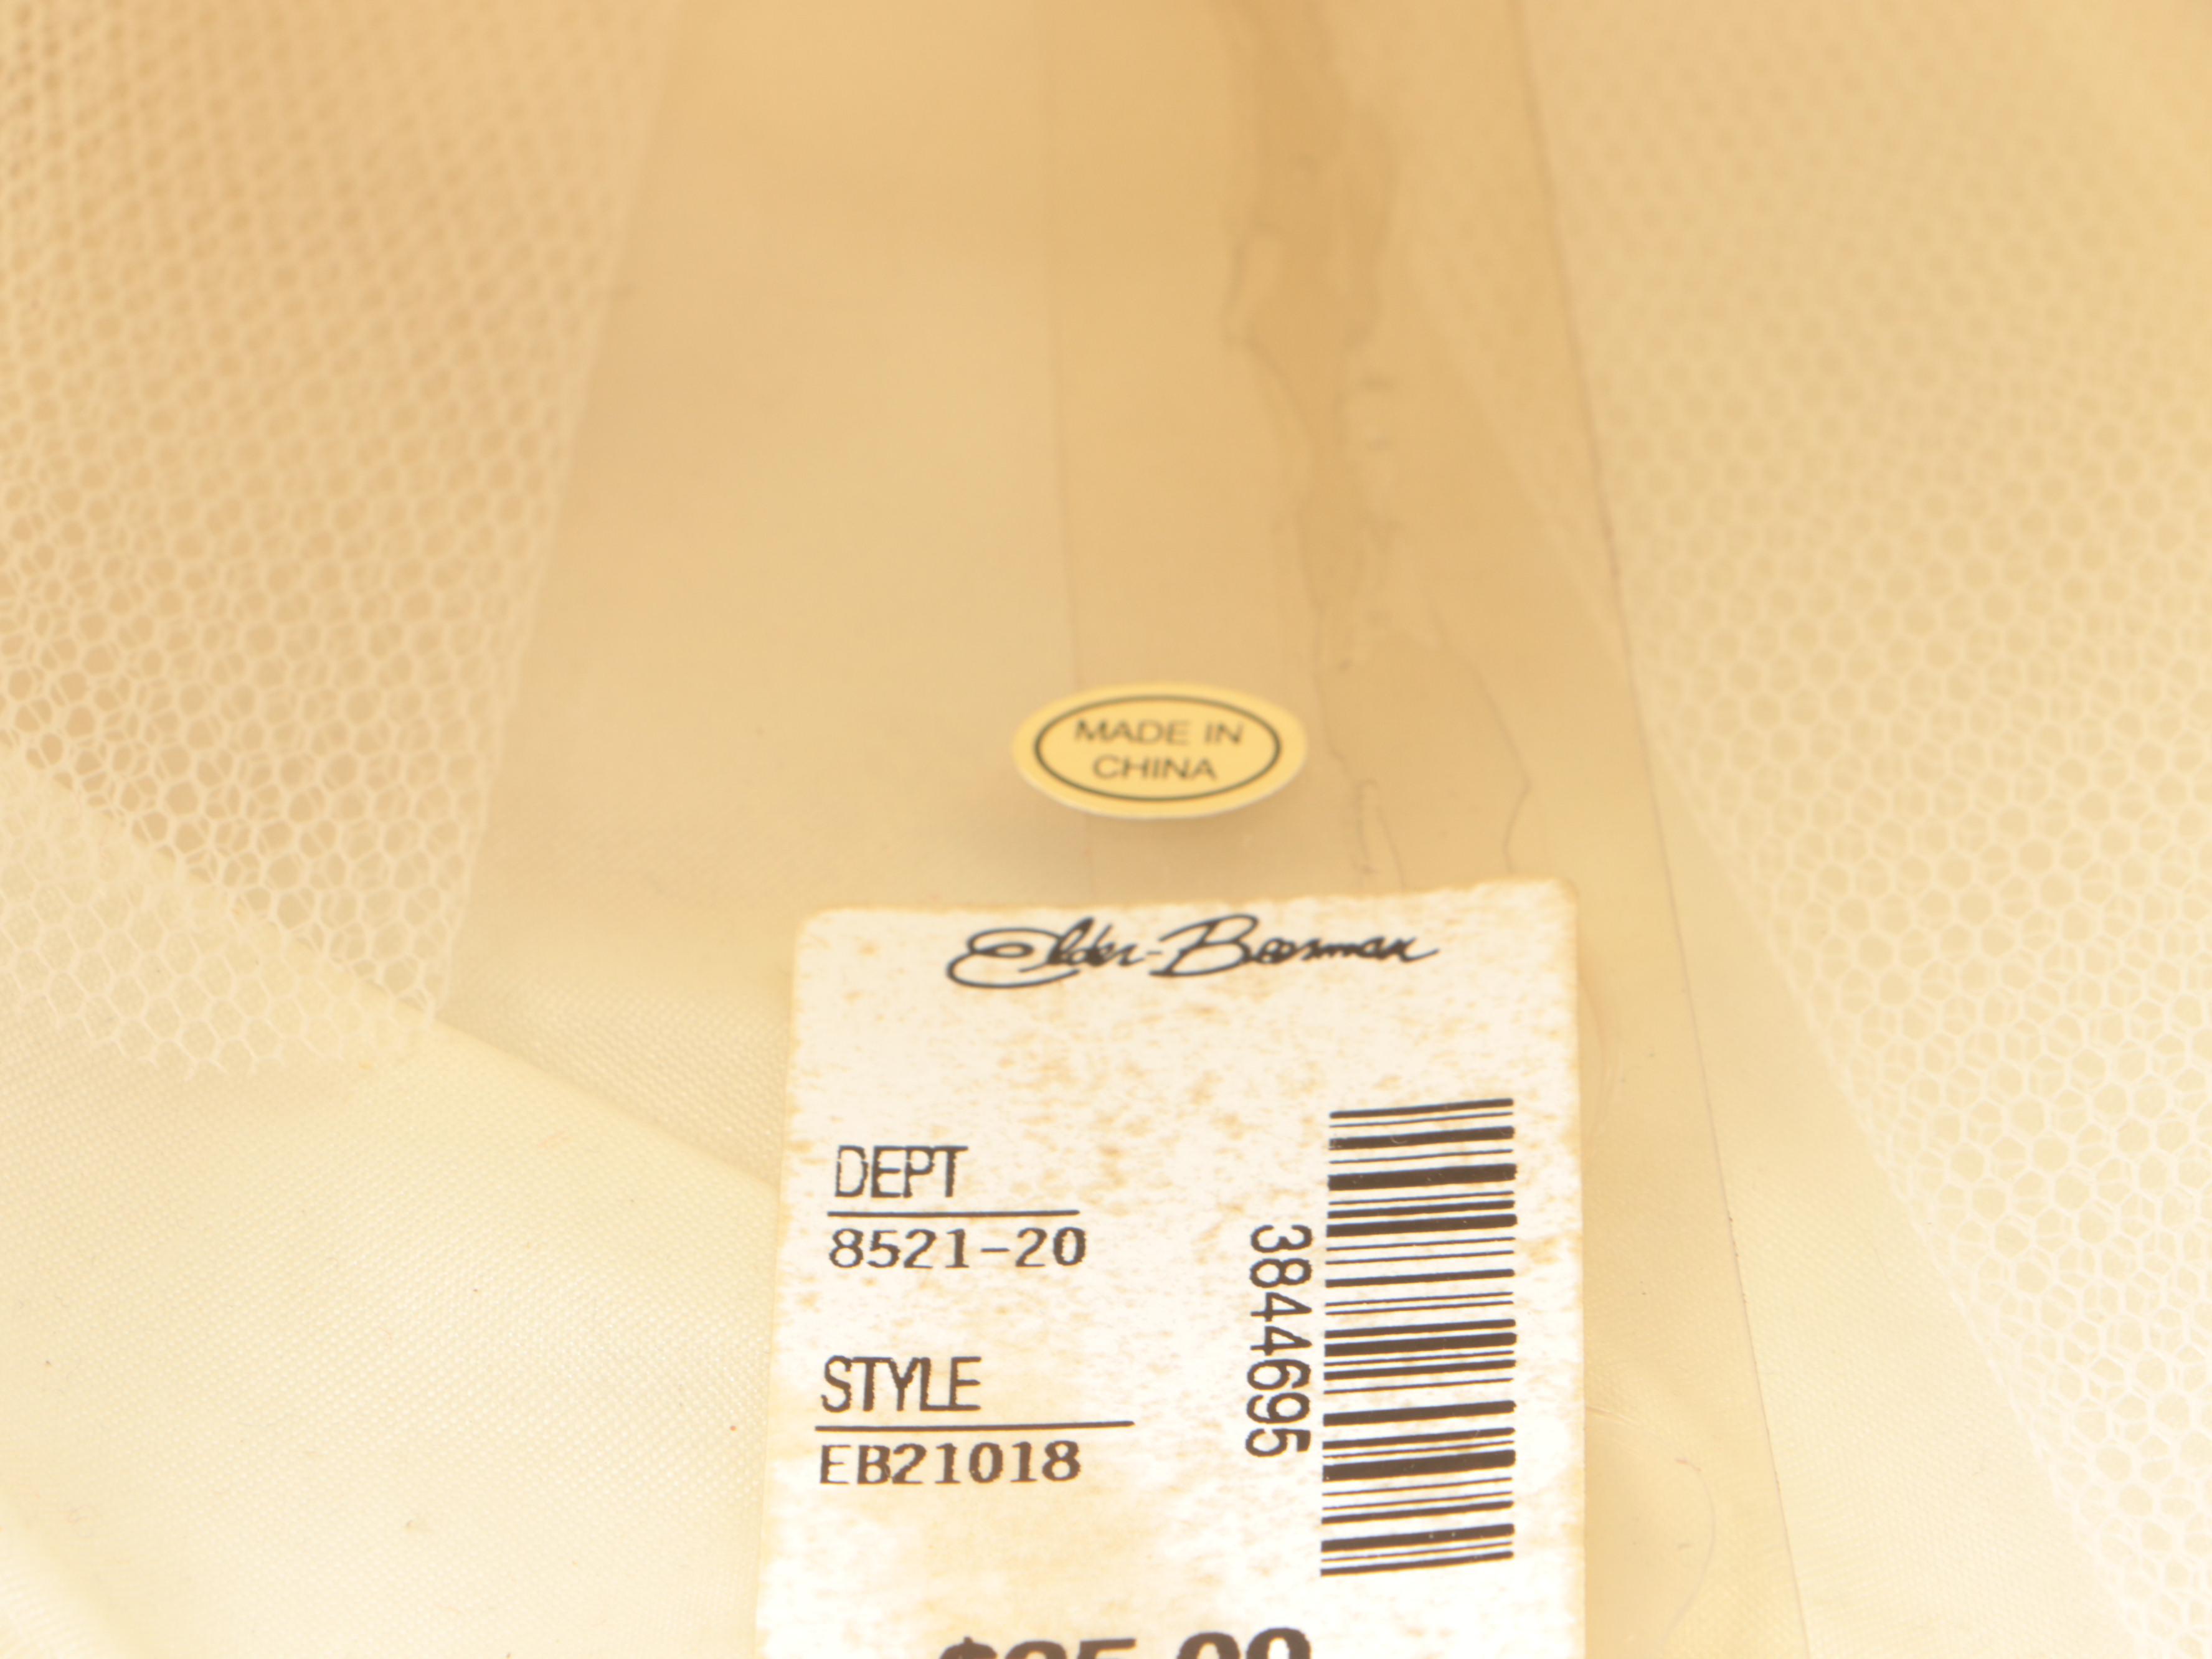 MADE IN
CHINA
Elder-Beerman
DEPT
8521-20
STYLE
EB21018
3844695